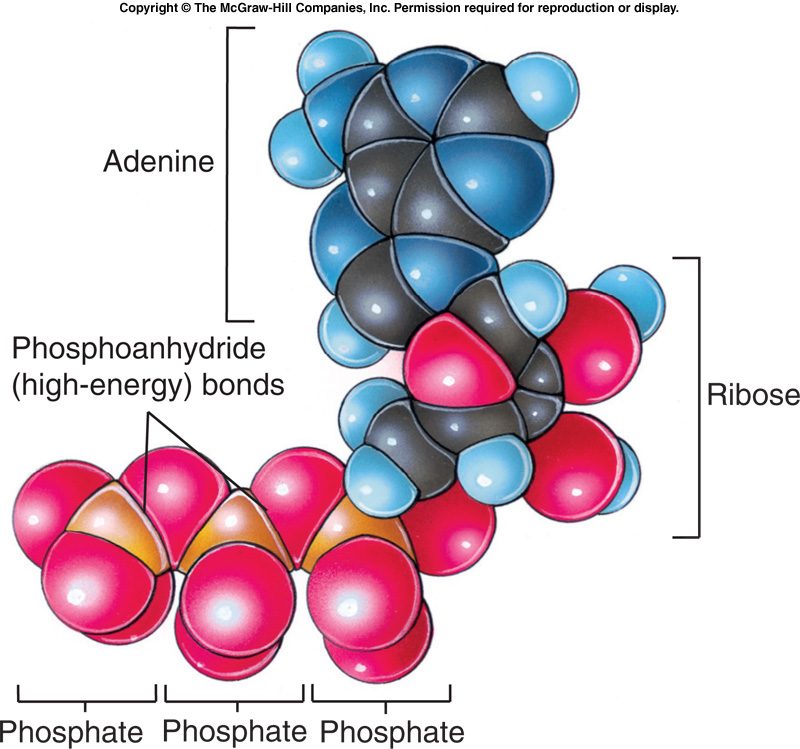 Copyright © The McGraw-Hill Companies, Inc. Permission required for reproduction or display.
Adenine
Phosphoanhydride
(high-energy) bonds
Ribose
Phosphate Phosphate Phosphate